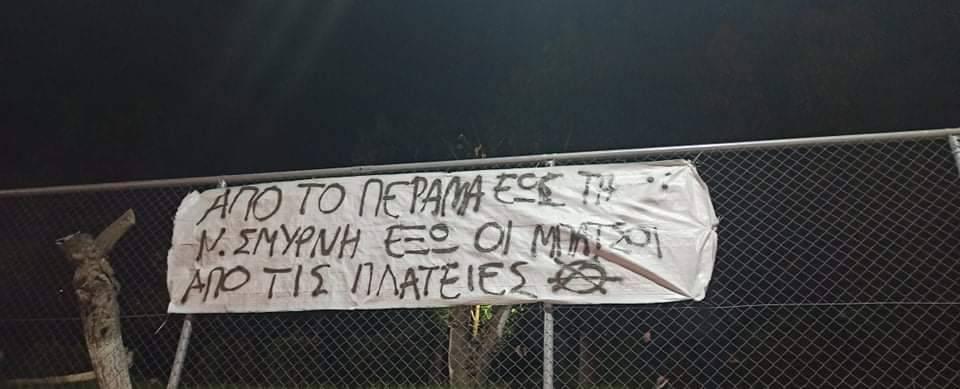 ΑΠΟ ΤΟ ΠΕΡΑΜΑ ΕΩΣ ΤΗ
Ν. ΣΜΥΡΝΗ ΕΞΩ ΟΙ ΜΠΑΤΣΟΙ
ΑΠΟ ΤΙΣ ΠΛΑΤΕΙΕΣ